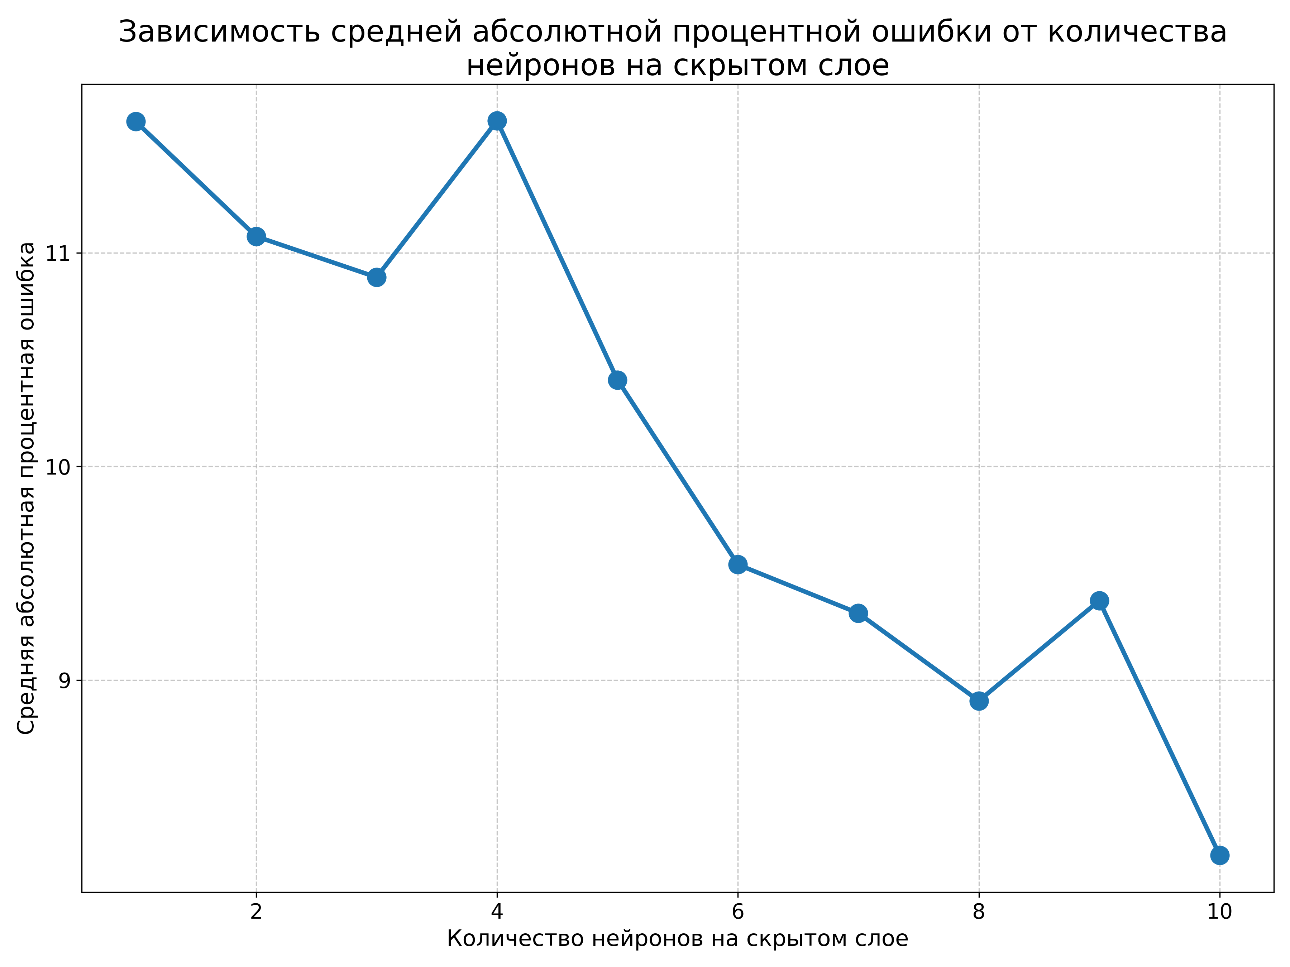 Зависимость средней абсолютной процентной ошибки от количества
нейронов на скрытом слое
Средняя абсолютная процентная ошибка
11
10
9
2
4
6
8
10
Количество нейронов на скрытом слое